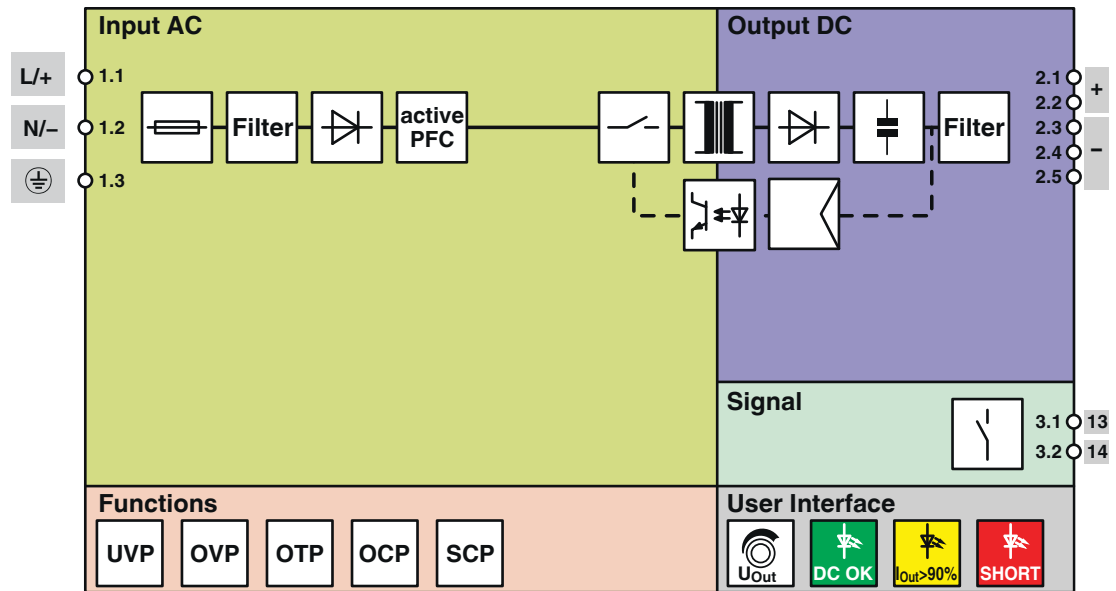 Input AC
Output DC
L/+
1.1
N/–
1.2
1.3
Filter
active
PFC
Filter
2.1
2.2
+
2.3
2.4
–
2.5
Signal
3.1
13
3.2
14
Functions
UVP
OVP
OTP
OCP
SCP
User Interface
UOut
DC OK
IOut>90%
SHORT